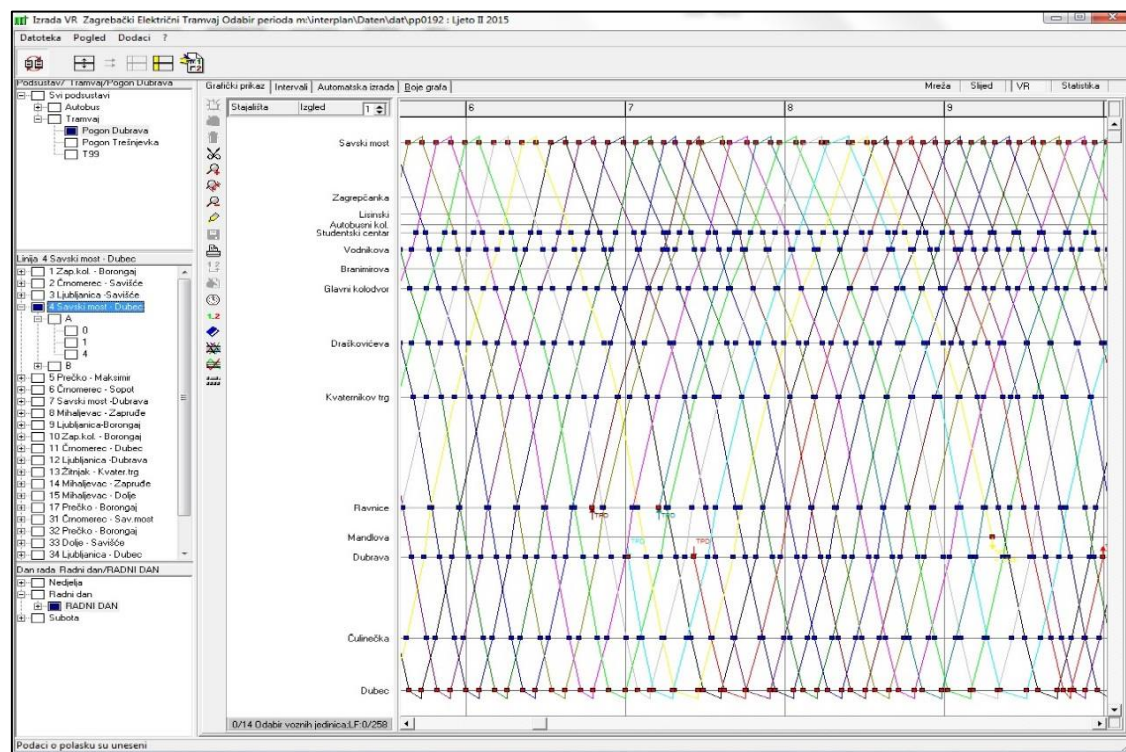 Izrada VR Zagrebački Električni Tramvaj Odabir perioda m:\interplan\Daten\dat\pp0192 : Ljeto II 2015
Datoteka Pogled Dodaci ?
Podsustav/ Tramvaj/Pogon Dubrava
Svi podsustavi
Autobus
Tramvaj
Pogon Dubrava
Pogon Trešnjevka
T99
Linija 4 Savski most - Dubec
1 Zap.kol. - Borongaj
2 Črnomerec - Savišće
3 Ljubljanica -Savišće
4 Savski most - Dubec
A
0
1
4
B
5 Prečko - Maksimir
6 Črnomerec - Sopot
7 Savski most -Dubrava
8 Mihaljevac - Zapruđe
9 Ljubljanica-Borongaj
10 Zap.kol. - Borongaj
11 Črnomerec - Dubec
12 Ljubljanica -Dubrava
13 Žitnjak - Kvater.trg
14 Mihaljevac - Zapruđe
15 Mihaljevac - Dolje
17 Prečko - Borongaj
31 Črnomerec - Sav.most
32 Prečko - Borongaj
33 Dolje - Savišće
34 Ljubljanica - Dubec
Dan rada Radni dan/RADNI DAN
Nedjelja
Radni dan
RADNI DAN
Subota
Grafički prikaz Intervali Automatska izrada Boje grafa Mreža Slijed VR Statistika
Stajališta Izgled 1
6 7 8 9
Savski most
Zagrepčanka
Lisinski
Autobusni kol.
Studentski centar
Vodnikova
Branimirova
Glavni kolodvor
Draškovićeva
Kvaternikov trg
Ravnice
TPD TPD
Mandlova
TPD TPD
Dubrava
Čulinečka
Dubec
0/14 Odabir voznih jedinica:LF:0/258
Podaci o polasku su uneseni